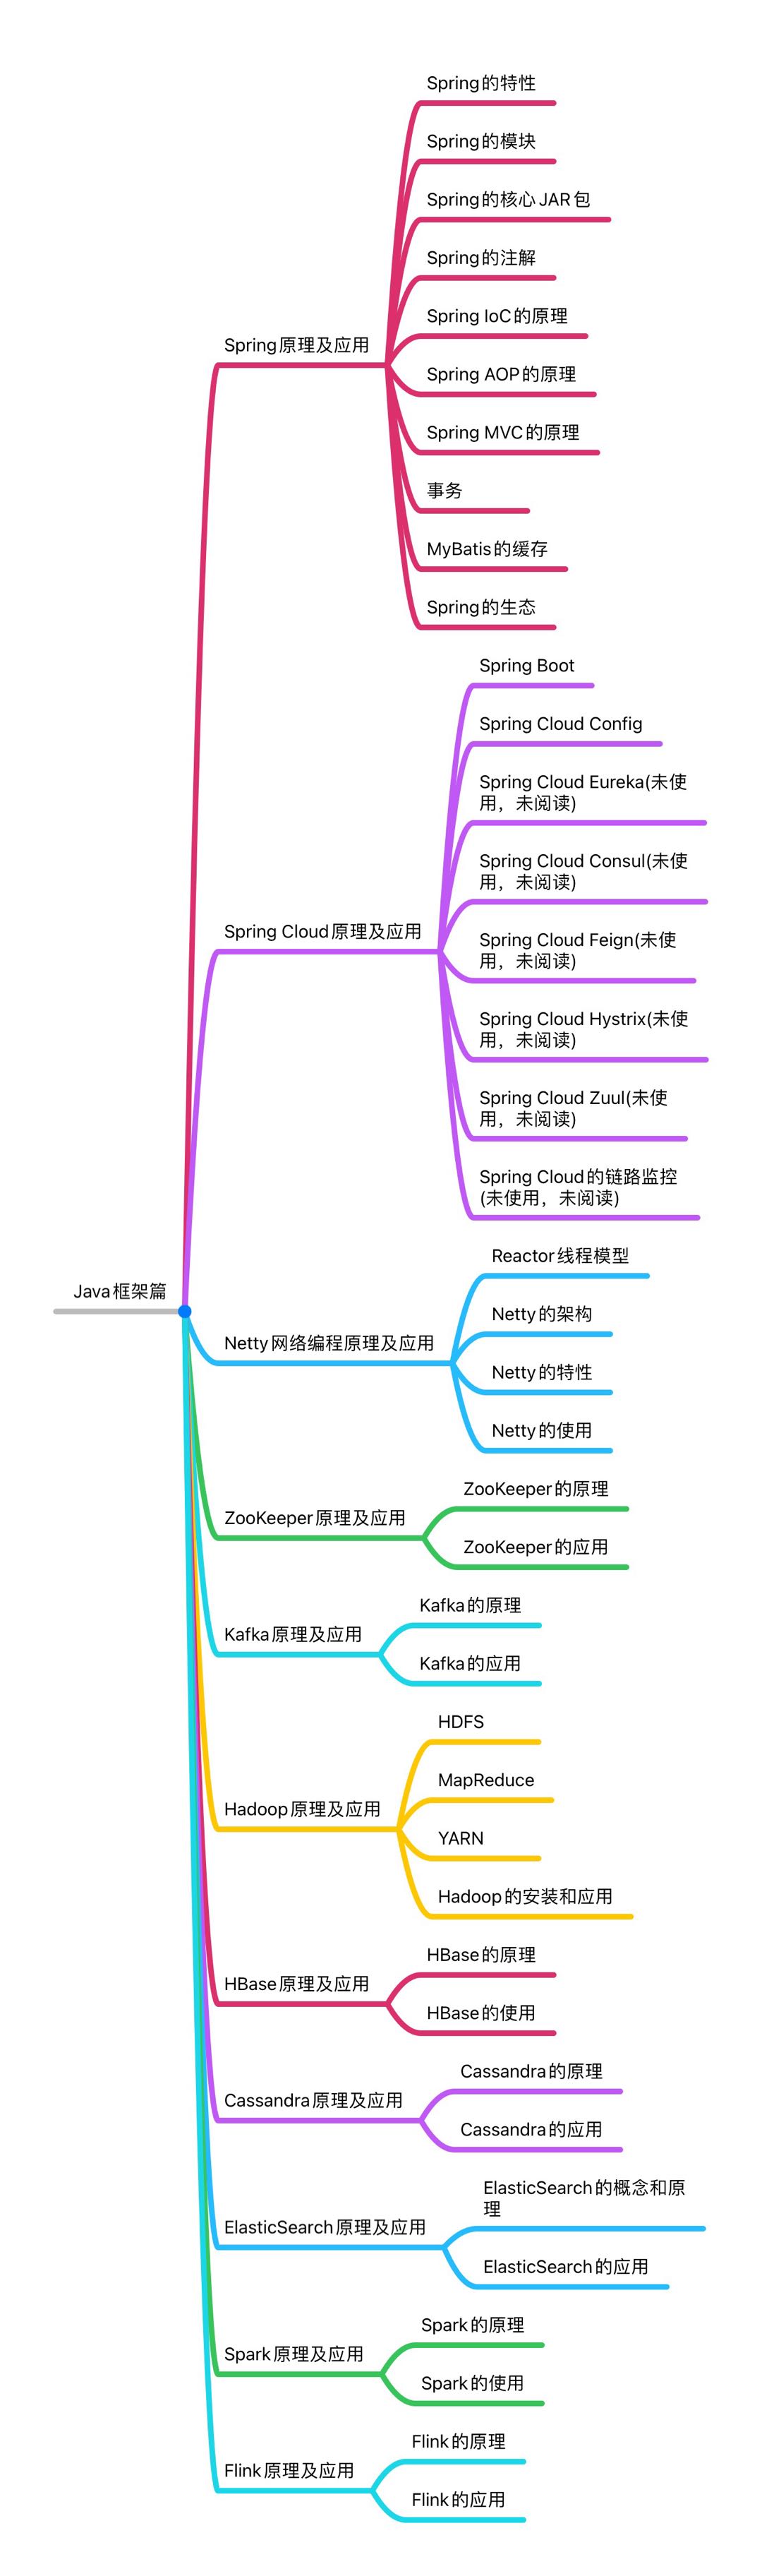 Java框架篇
Spring原理及应用
Spring的特性
Spring的模块
Spring的核心JAR包
Spring的注解
Spring IoC的原理
Spring AOP的原理
Spring MVC的原理
事务
MyBatis的缓存
Spring的生态
Spring Cloud原理及应用
Spring Boot
Spring Cloud Config
Spring Cloud Eureka(未使
用，未阅读)
Spring Cloud Consul(未使
用，未阅读)
Spring Cloud Feign(未使
用，未阅读)
Spring Cloud Hystrix(未使
用，未阅读)
Spring Cloud Zuul(未使
用，未阅读)
Spring Cloud的链路监控
(未使用，未阅读)
Netty网络编程原理及应用
Reactor线程模型
Netty的架构
Netty的特性
Netty的使用
ZooKeeper原理及应用
ZooKeeper的原理
ZooKeeper的应用
Kafka原理及应用
Kafka的原理
Kafka的应用
Hadoop原理及应用
HDFS
MapReduce
YARN
Hadoop的安装和应用
HBase原理及应用
HBase的原理
HBase的使用
Cassandra原理及应用
Cassandra的原理
Cassandra的应用
ElasticSearch原理及应用
ElasticSearch的概念和原
理
ElasticSearch的应用
Spark原理及应用
Spark的原理
Spark的使用
Flink原理及应用
Flink的原理
Flink的应用